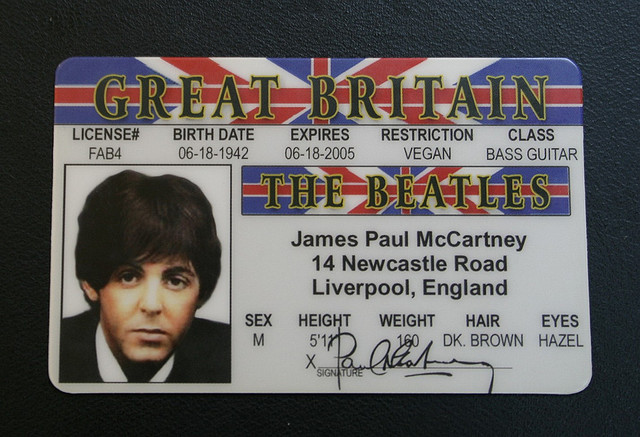 GREAT BRITAIN
LICENSE# BIRTH DATE EXPIRES RESTRICTION CLASS
FAB4 06-18-1942 06-18-2005 VEGAN BASS GUITAR
THE BEATLES
James Paul McCartney
14 Newcastle Road
Liverpool, England
SEX HEIGHT WEIGHT HAIR EYES
M 5'11 160 DK. BROWN HAZEL
X Paul McCartney
SIGNATURE